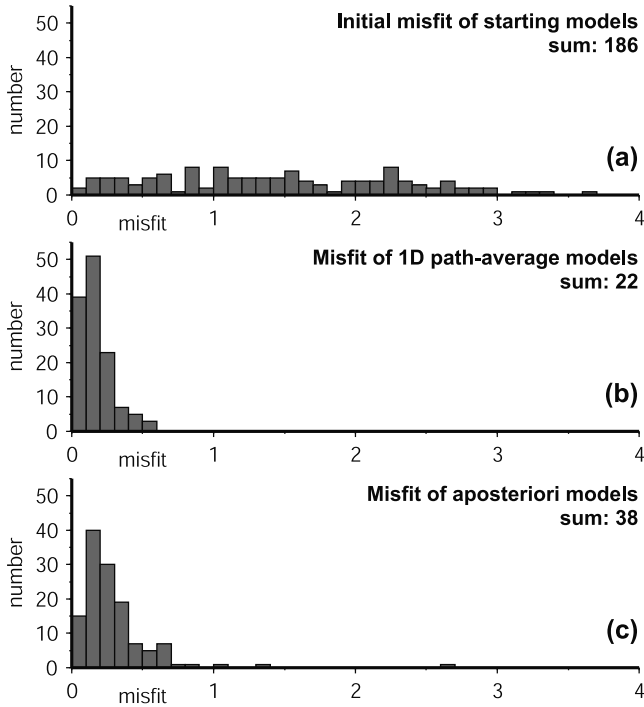 50
40
30
20
10
0
number
Initial misfit of starting models
sum: 186
(a)
0 misfit 1 2 3 4
50
40
30
20
10
0
number
Misfit of 1D path-average models
sum: 22
(b)
0 misfit 1 2 3 4
50
40
30
20
10
0
number
Misfit of aposteriori models
sum: 38
(c)
0 misfit 1 2 3 4